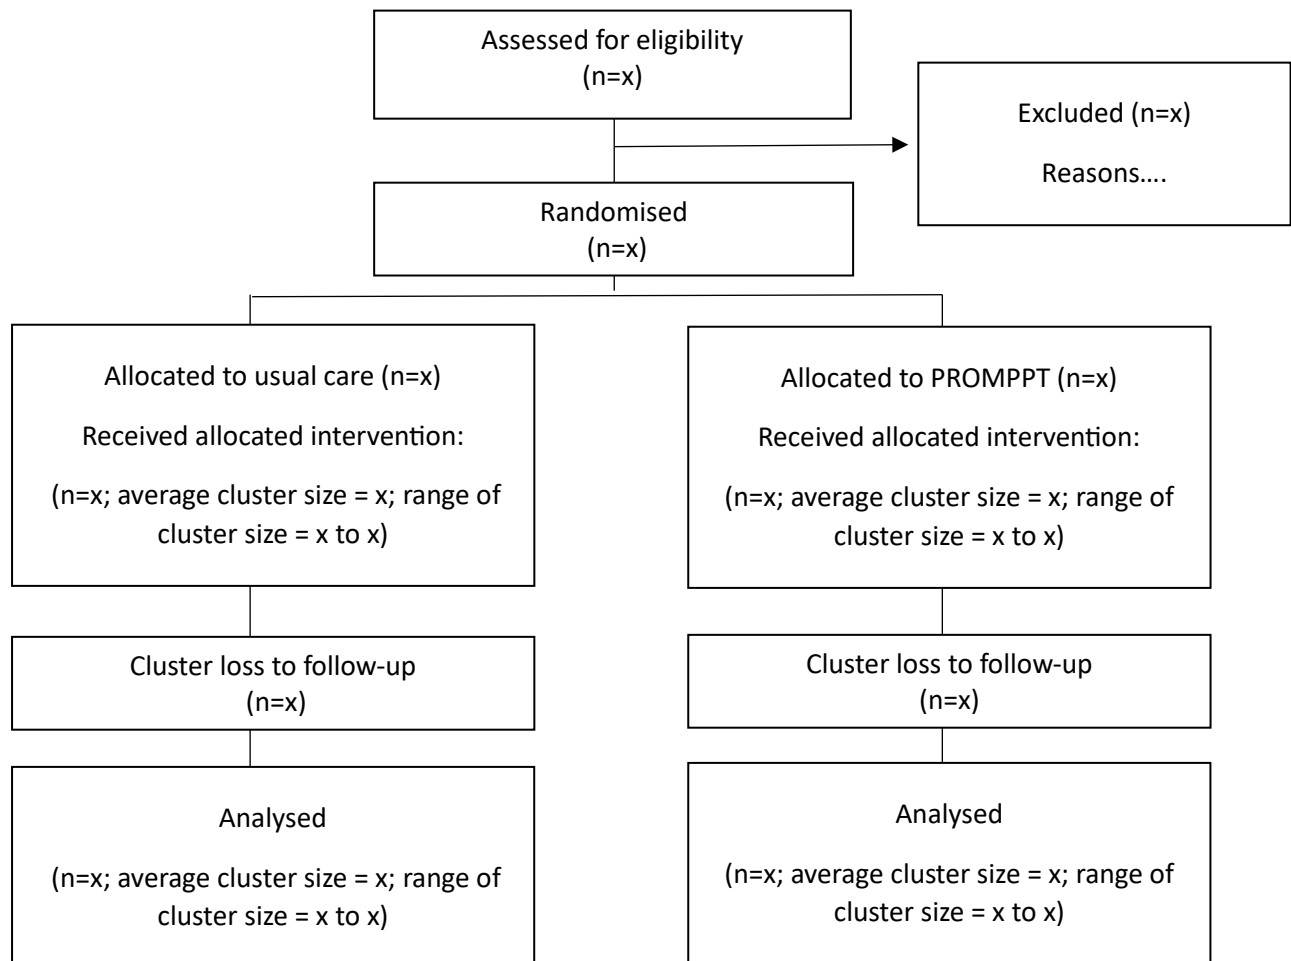 Assessed for eligibility
(n=x)
Excluded (n=x)
Reasons….
Randomised
(n=x)
Allocated to usual care (n=x)
Received allocated intervention:
(n=x; average cluster size = x; range of
cluster size = x to x)
Allocated to PROMPPT (n=x)
Received allocated intervention:
(n=x; average cluster size = x; range of
cluster size = x to x)
Cluster loss to follow-up
(n=x)
Cluster loss to follow-up
(n=x)
Analysed
(n=x; average cluster size = x; range of
cluster size = x to x)
Analysed
(n=x; average cluster size = x; range of
cluster size = x to x)